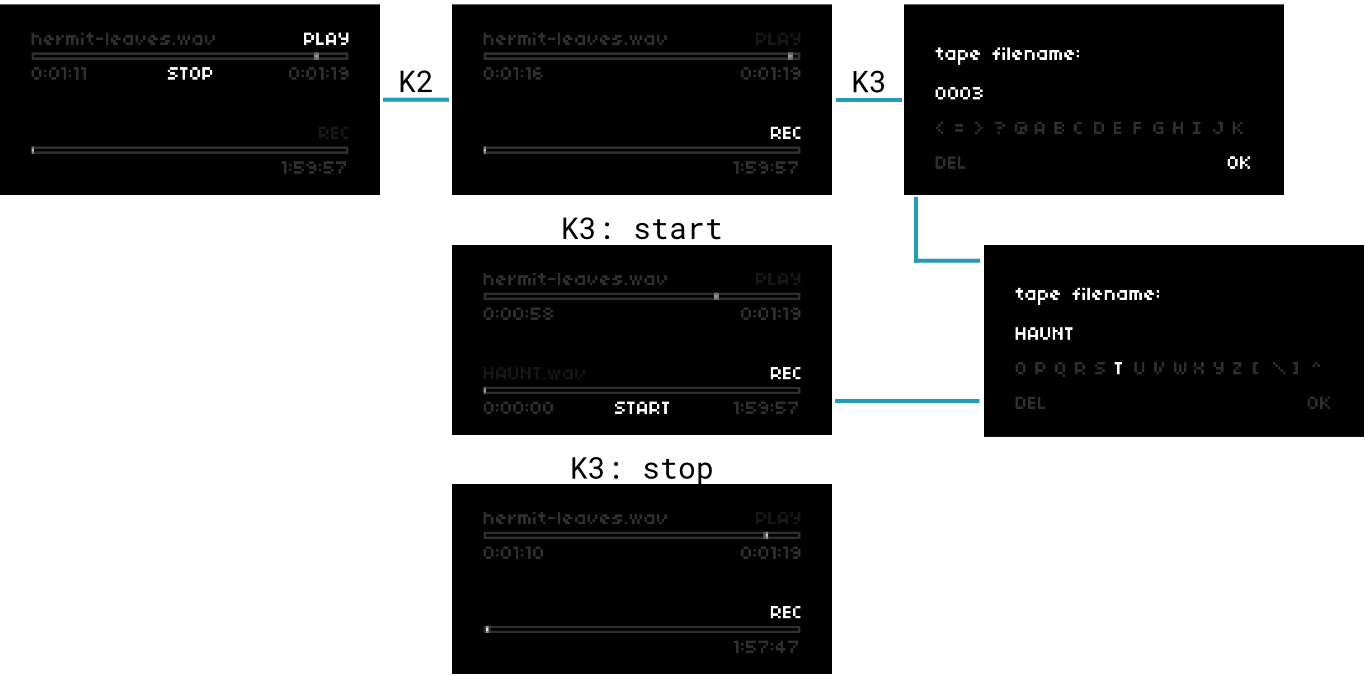 hermit-leaves.wav PLAY
0:01:11 STOP 0:01:19
REC
1:59:57
K2
hermit-leaves.wav PLAY
0:01:16 0:01:19
REC
1:59:57
K3
tape filename:
0003
< = > ? @ A B C D E F G H I J K
DEL OK
K3: start
hermit-leaves.wav PLAY
0:00:58 0:01:19
HAUNT.wav REC
0:00:00 START 1:59:57
tape filename:
HAUNT
O P Q R S T U V W X Y Z [ \ ] ^
DEL OK
K3: stop
hermit-leaves.wav PLAY
0:01:10 0:01:19
REC
1:57:47